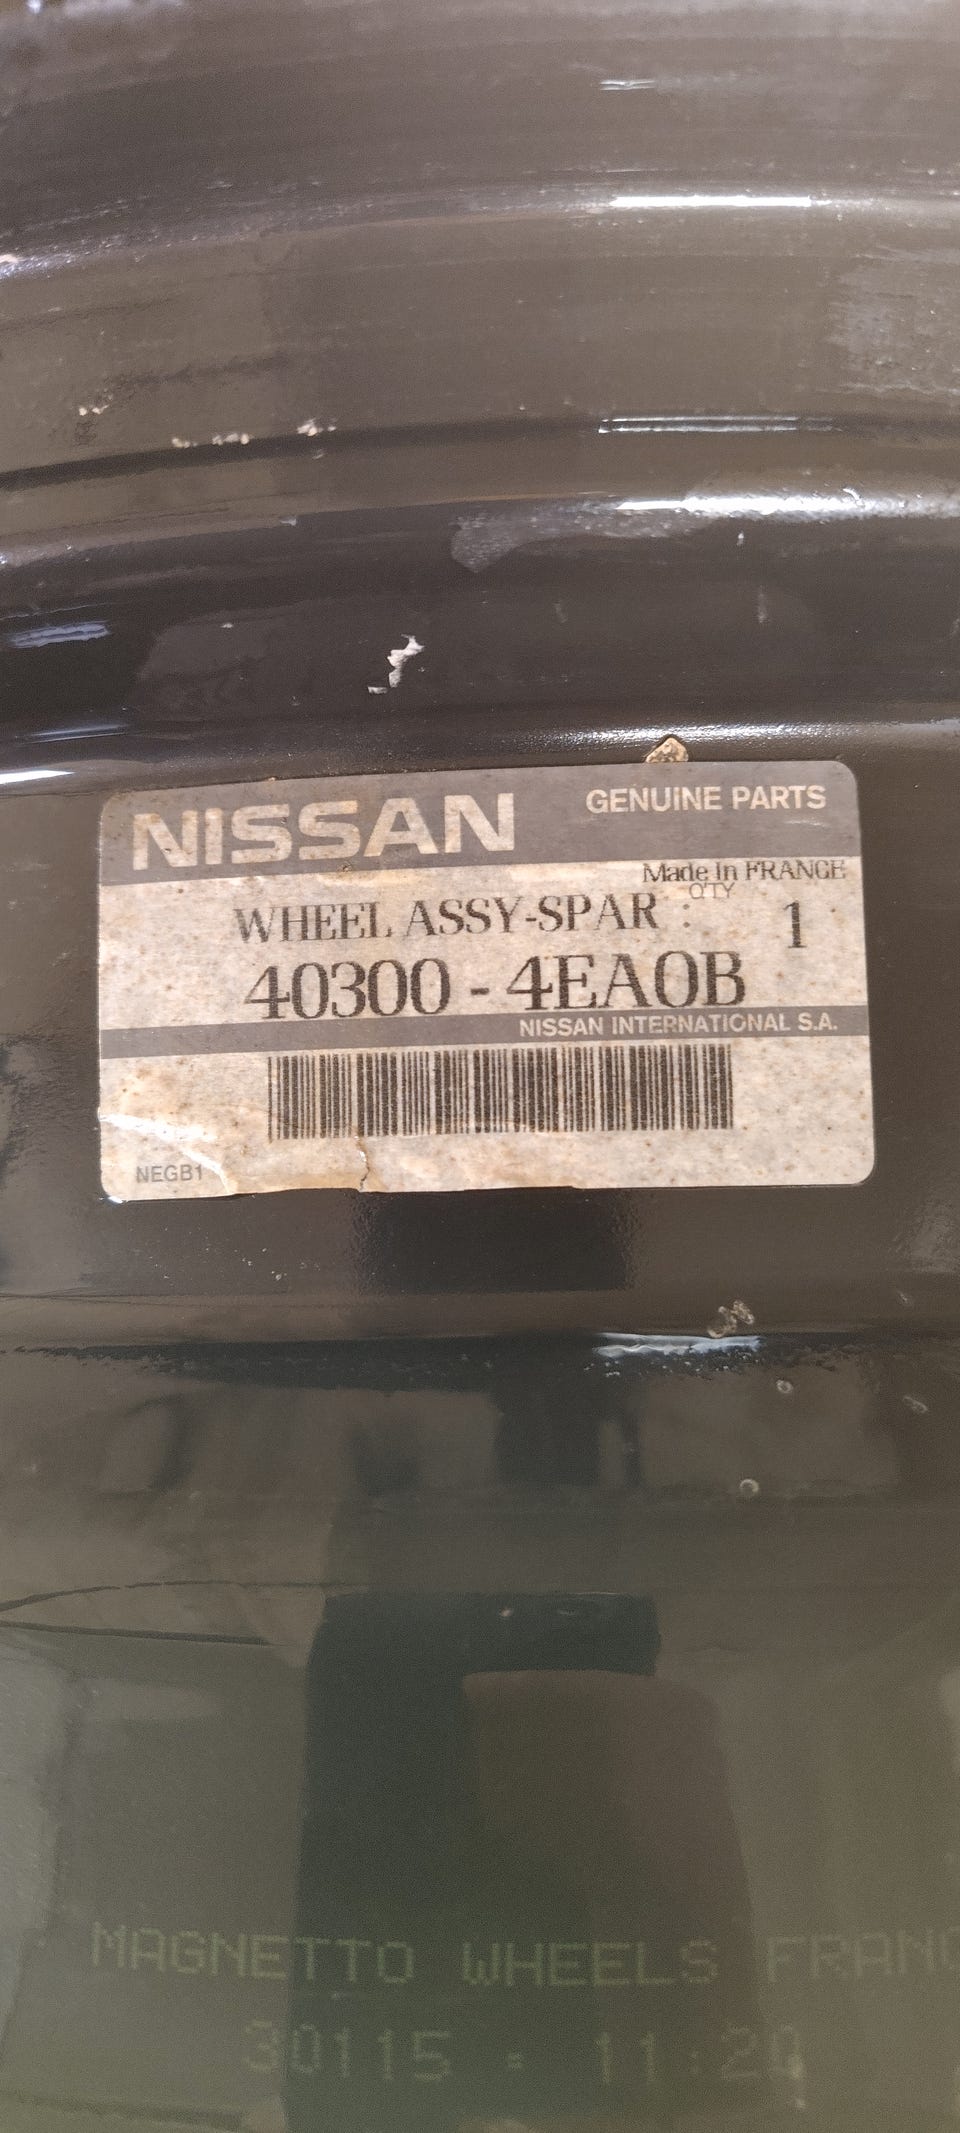 NISSAN GENUINE PARTS
Made In FRANCE
Q'TY
WHEEL ASSY-SPAR : 1
40300 - 4EA0B
NISSAN INTERNATIONAL S.A.
NEGB1
MAGNETTO WHEELS FRANC
30115 : 11:20